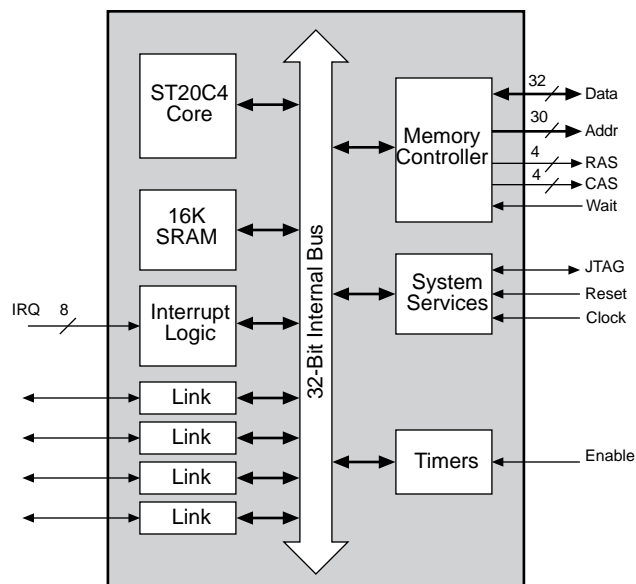 ST20C4
Core
16K
SRAM
IRQ 8
Interrupt
Logic
Link
Link
Link
Link
32-Bit Internal Bus
Memory
Controller
32
Data
30
Addr
4
RAS
4
CAS
Wait
System
Services
JTAG
Reset
Clock
Timers
Enable